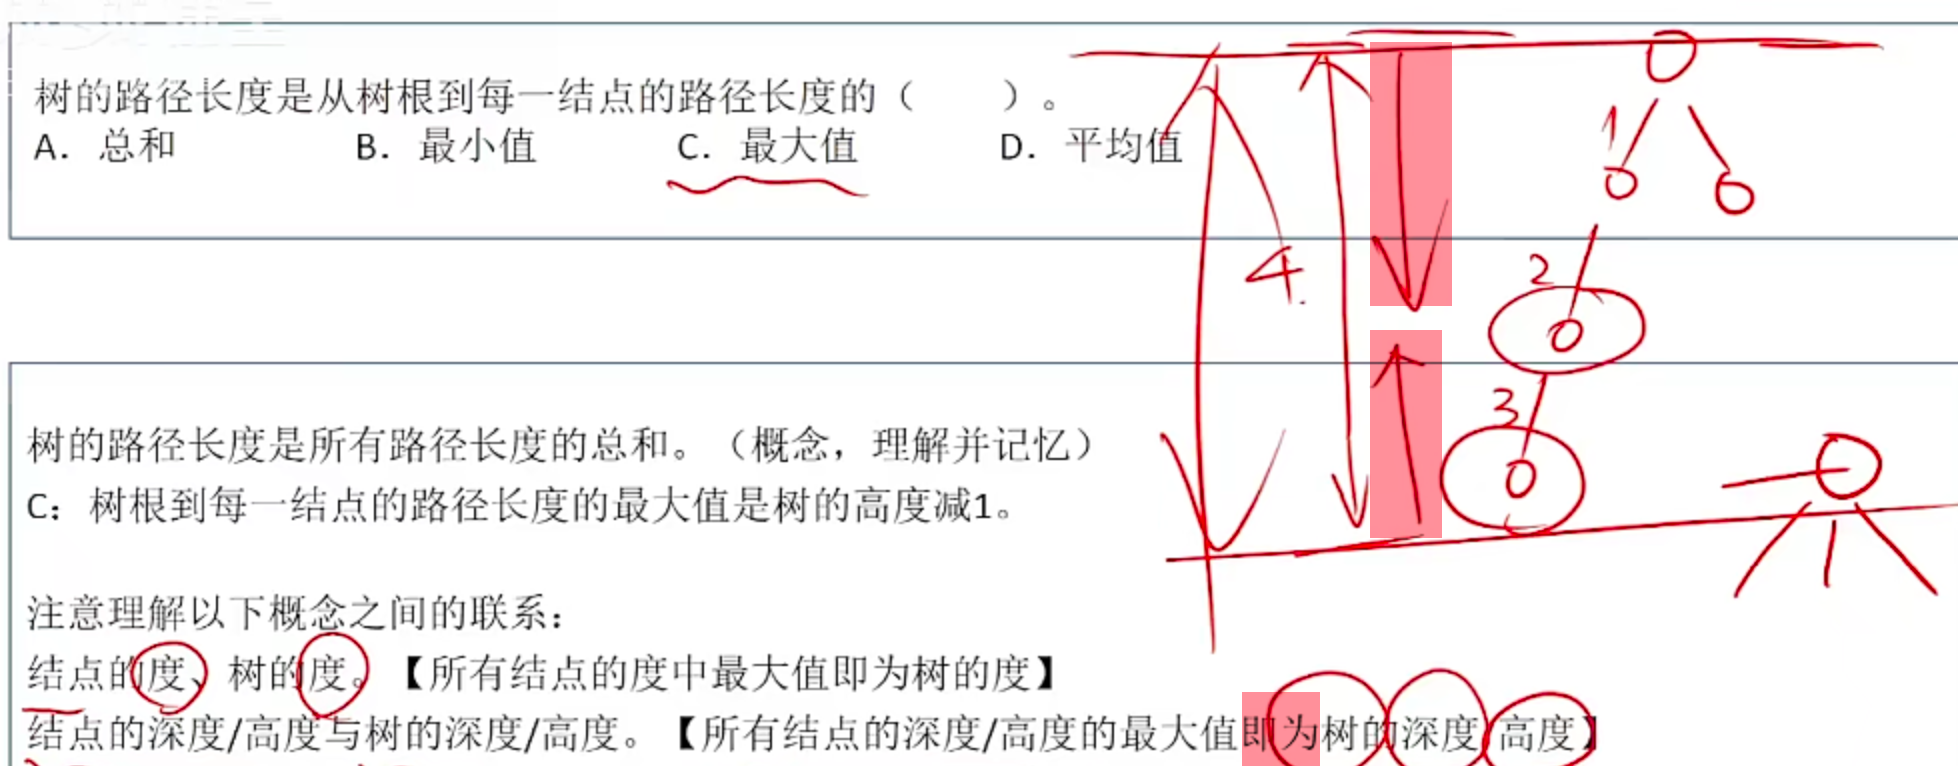 树的路径长度是从树根到每一结点的路径长度的（　　）。
A．总和　　B．最小值　　C．最大值　　D．平均值
4.
1
2
3
树的路径长度是所有路径长度的总和。（概念，理解并记忆）
C：树根到每一结点的路径长度的最大值是树的高度减1。
注意理解以下概念之间的联系：
结点的度、树的度。【所有结点的度中最大值即为树的度】
结点的深度/高度与树的深度/高度。【所有结点的深度/高度的最大值即为树的深度/高度】